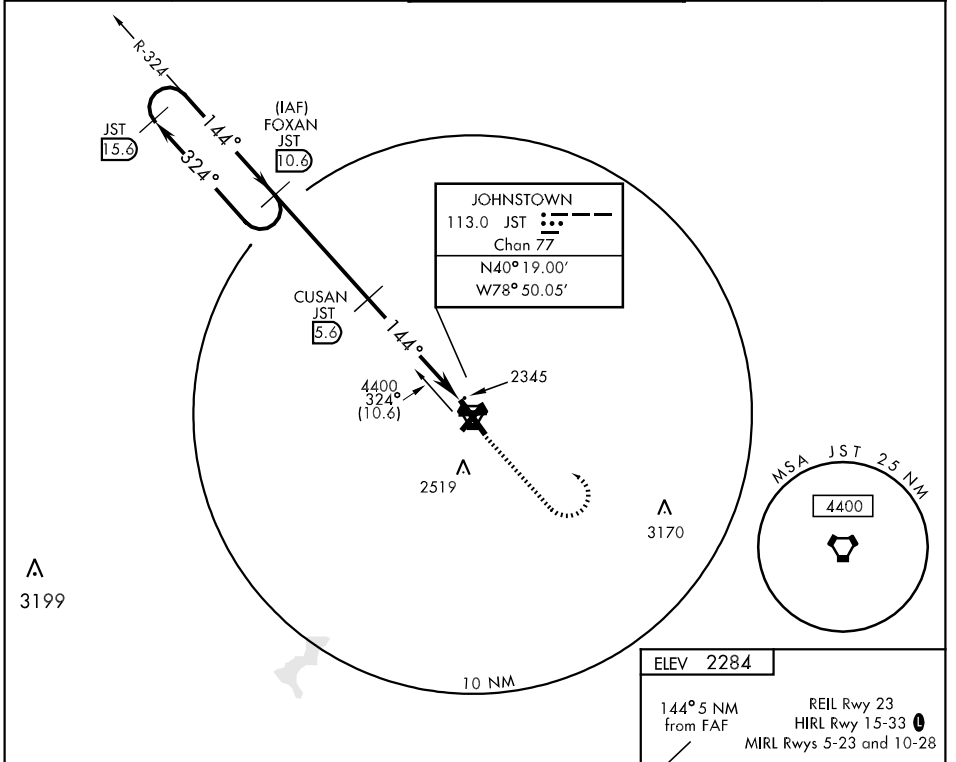 R-324
JST
15.6
144°
324°
(IAF)
FOXAN
JST
10.6
JOHNSTOWN
113.0 JST
Chan 77
N40° 19.00'
W78° 50.05'
CUSAN
JST
5.6
144°
4400
324°
(10.6)
2345
2519
3170
3199
10 NM
MSA JST 25 NM
4400
ELEV 2284
144° 5 NM
from FAF
REIL Rwy 23
HIRL Rwy 15-33 L
MIRL Rwys 5-23 and 10-28